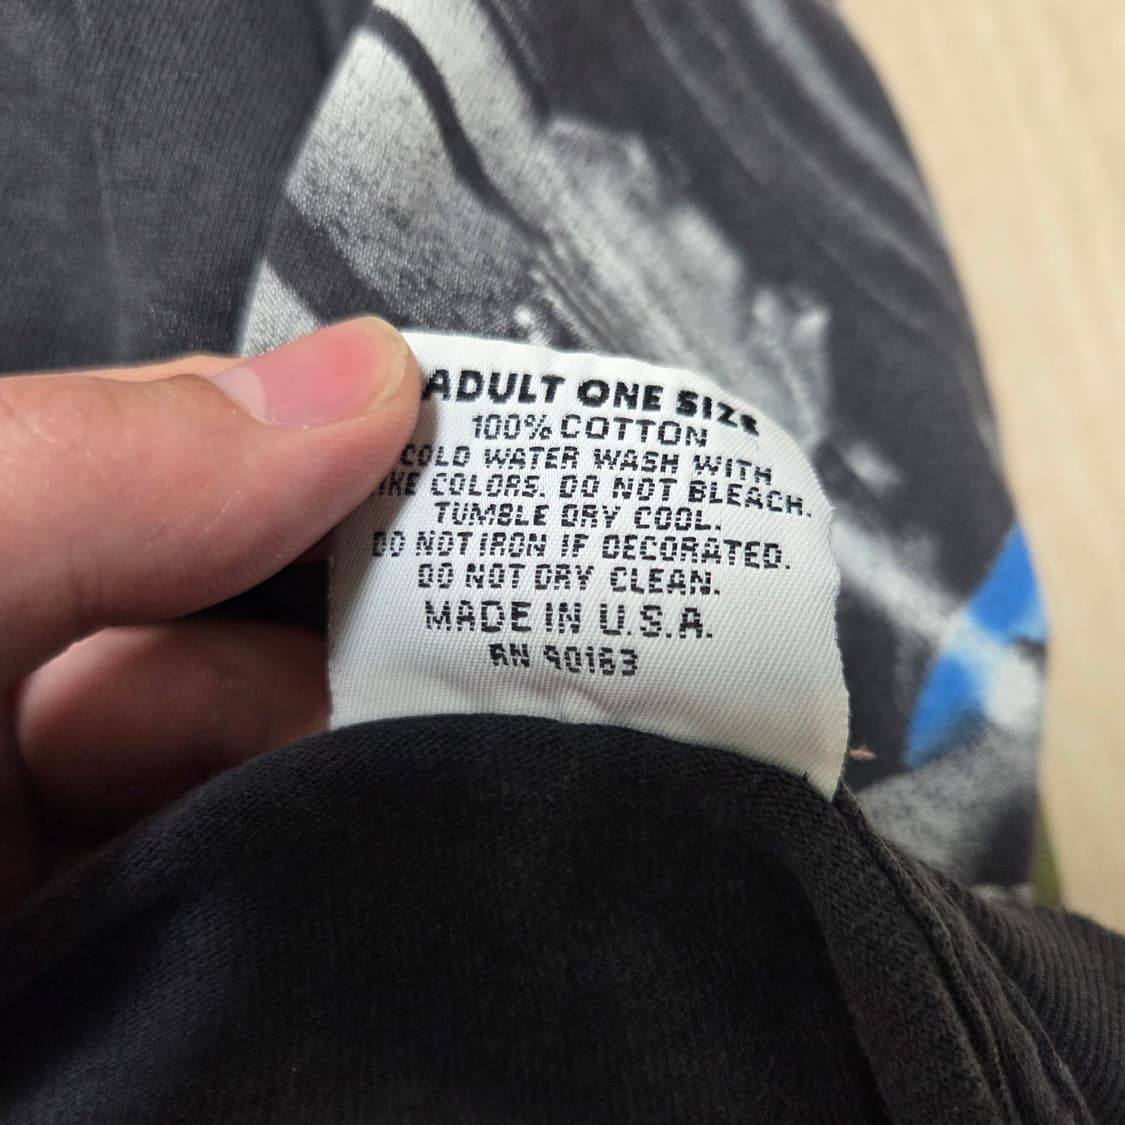 ADULT ONE SIZE
100% COTTON
COLD WATER WASH WITH
LIKE COLORS. DO NOT BLEACH.
TUMBLE DRY COOL.
DO NOT IRON IF DECORATED.
DO NOT DRY CLEAN.
MADE IN U.S.A.
RN 90163